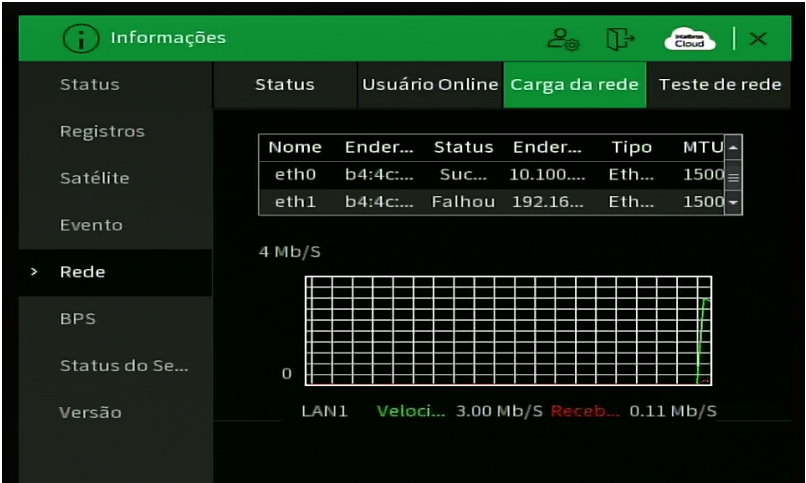 Informações
intelbras
Cloud
Status
Registros
Satélite
Evento
> Rede
BPS
Status do Se...
Versão
Status Usuário Online Carga da rede Teste de rede
Nome Ender... Status Ender... Tipo MTU
eth0 b4:4c:... Suc... 10.100.... Eth... 1500
eth1 b4:4c:... Falhou 192.16... Eth... 1500
4 Mb/S
0
LAN1 Veloci... 3.00 Mb/S Receb... 0.11 Mb/S